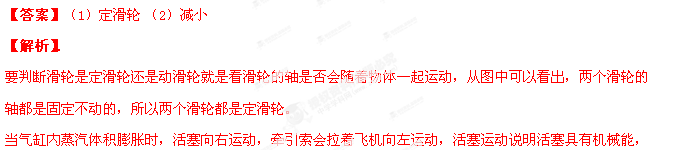 【答案】（1）定滑轮 （2）减小
【解析】
要判断滑轮是定滑轮还是动滑轮就是看滑轮的轴是否会随着物体一起运动，从图中可以看出，两个滑轮的
轴都是固定不动的，所以两个滑轮都是定滑轮。
当气缸内蒸汽体积膨胀时，活塞向右运动，牵引索会拉着飞机向左运动，活塞运动说明活塞具有机械能，